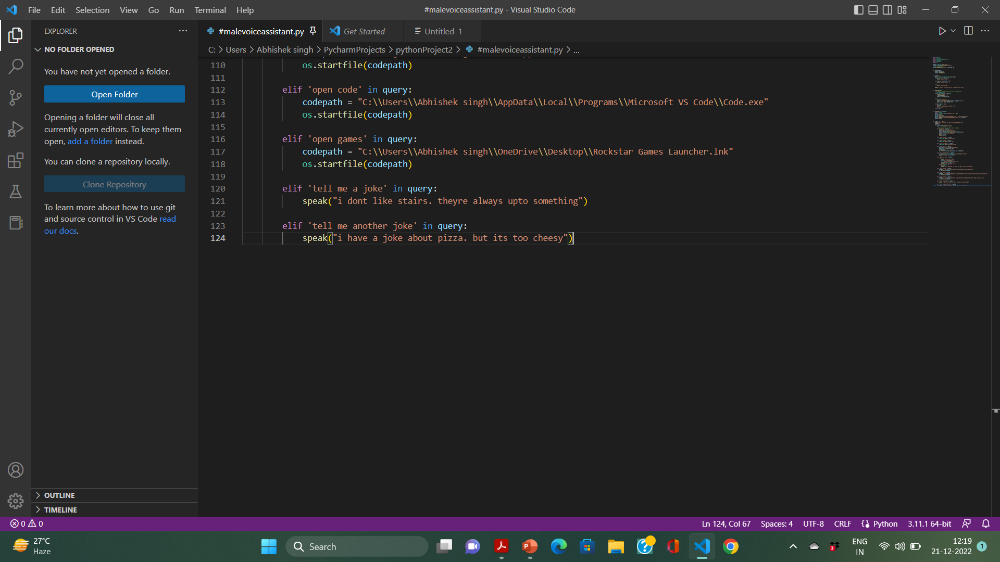 File Edit Selection View Go Run Terminal Help
#malevoiceassistant.py - Visual Studio Code
EXPLORER
NO FOLDER OPENED
You have not yet opened a folder.
Open Folder
Opening a folder will close all
currently open editors. To keep them
open, add a folder instead.
You can clone a repository locally.
Clone Repository
To learn more about how to use git
and source control in VS Code read
our docs.
OUTLINE
TIMELINE
#malevoiceassistant.py Get Started Untitled-1
C: > Users > Abhishek singh > PycharmProjects > pythonProject2 > #malevoiceassistant.py > ...
110 os.startfile(codepath)
111
112 elif 'open code' in query:
113 codepath = "C:\\Users\\Abhishek singh\\AppData\\Local\\Programs\\Microsoft VS Code\\Code.exe"
114 os.startfile(codepath)
115
116 elif 'open games' in query:
117 codepath = "C:\\Users\\Abhishek singh\\OneDrive\\Desktop\\Rockstar Games Launcher.lnk"
118 os.startfile(codepath)
119
120 elif 'tell me a joke' in query:
121 speak("i dont like stairs. theyre always upto something")
122
123 elif 'tell me another joke' in query:
124 speak("i have a joke about pizza. but its too cheesy")
0 0
Ln 124, Col 67 Spaces: 4 UTF-8 CRLF Python 3.11.1 64-bit
27°C
Haze
Search
ENG
IN
12:19
21-12-2022
1